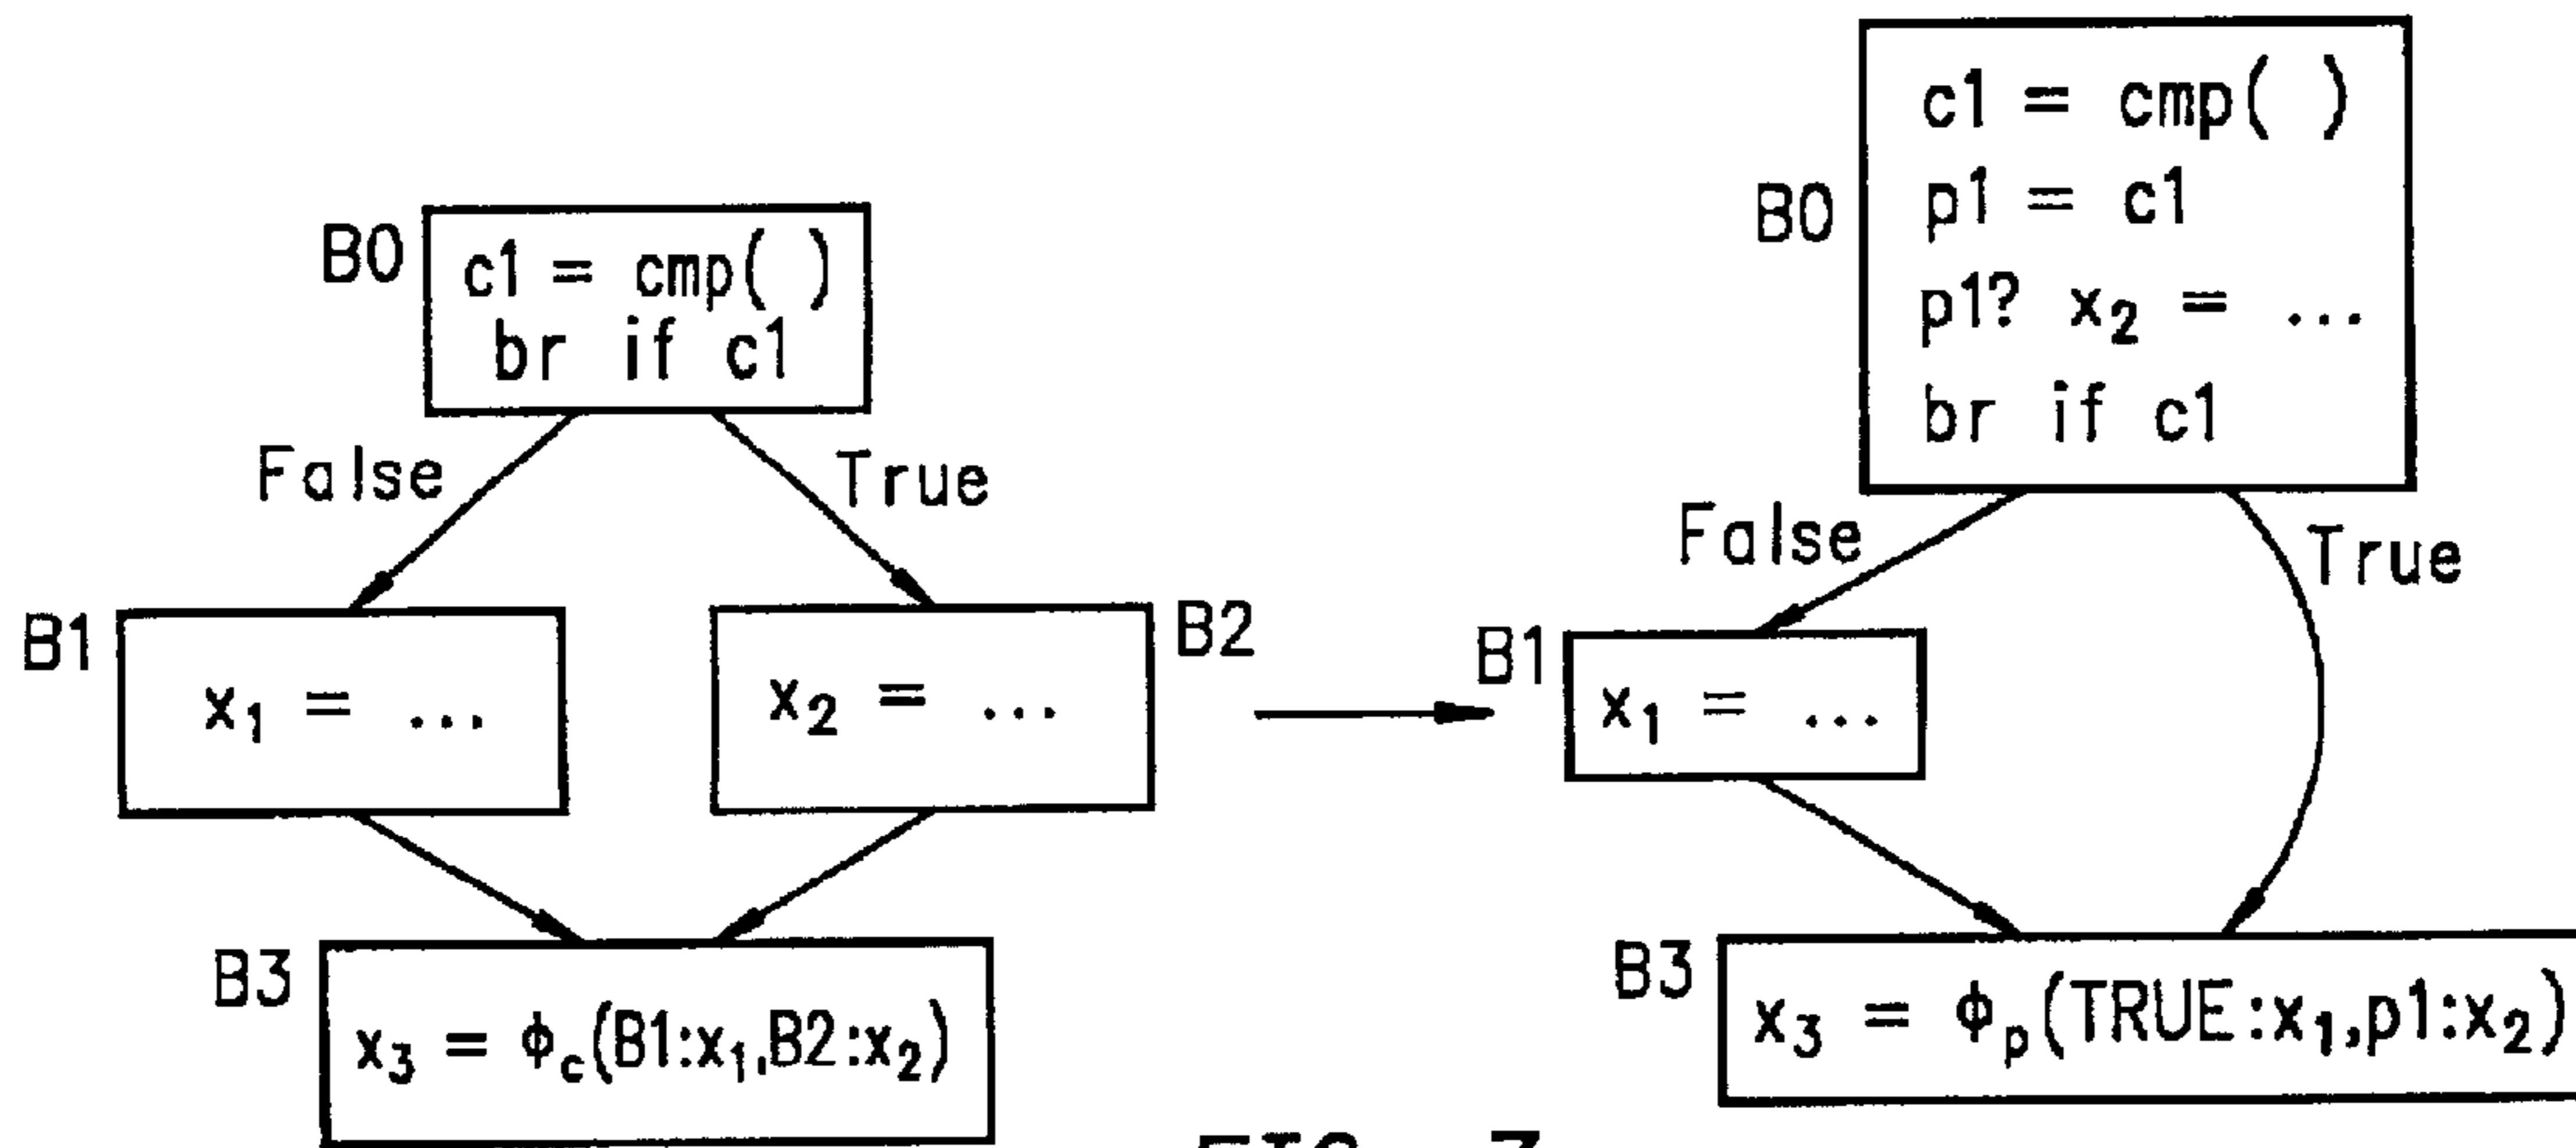 B0
c1 = cmp( )
br if c1
False
True
B1
x₁ = ...
B2
x₂ = ...
B3
x₃ = ϕc(B1:x₁,B2:x₂)
B0
c1 = cmp( )
p1 = c1
p1? x₂ = ...
br if c1
False
True
B1
x₁ = ...
B3
x₃ = ϕp(TRUE:x₁,p1:x₂)